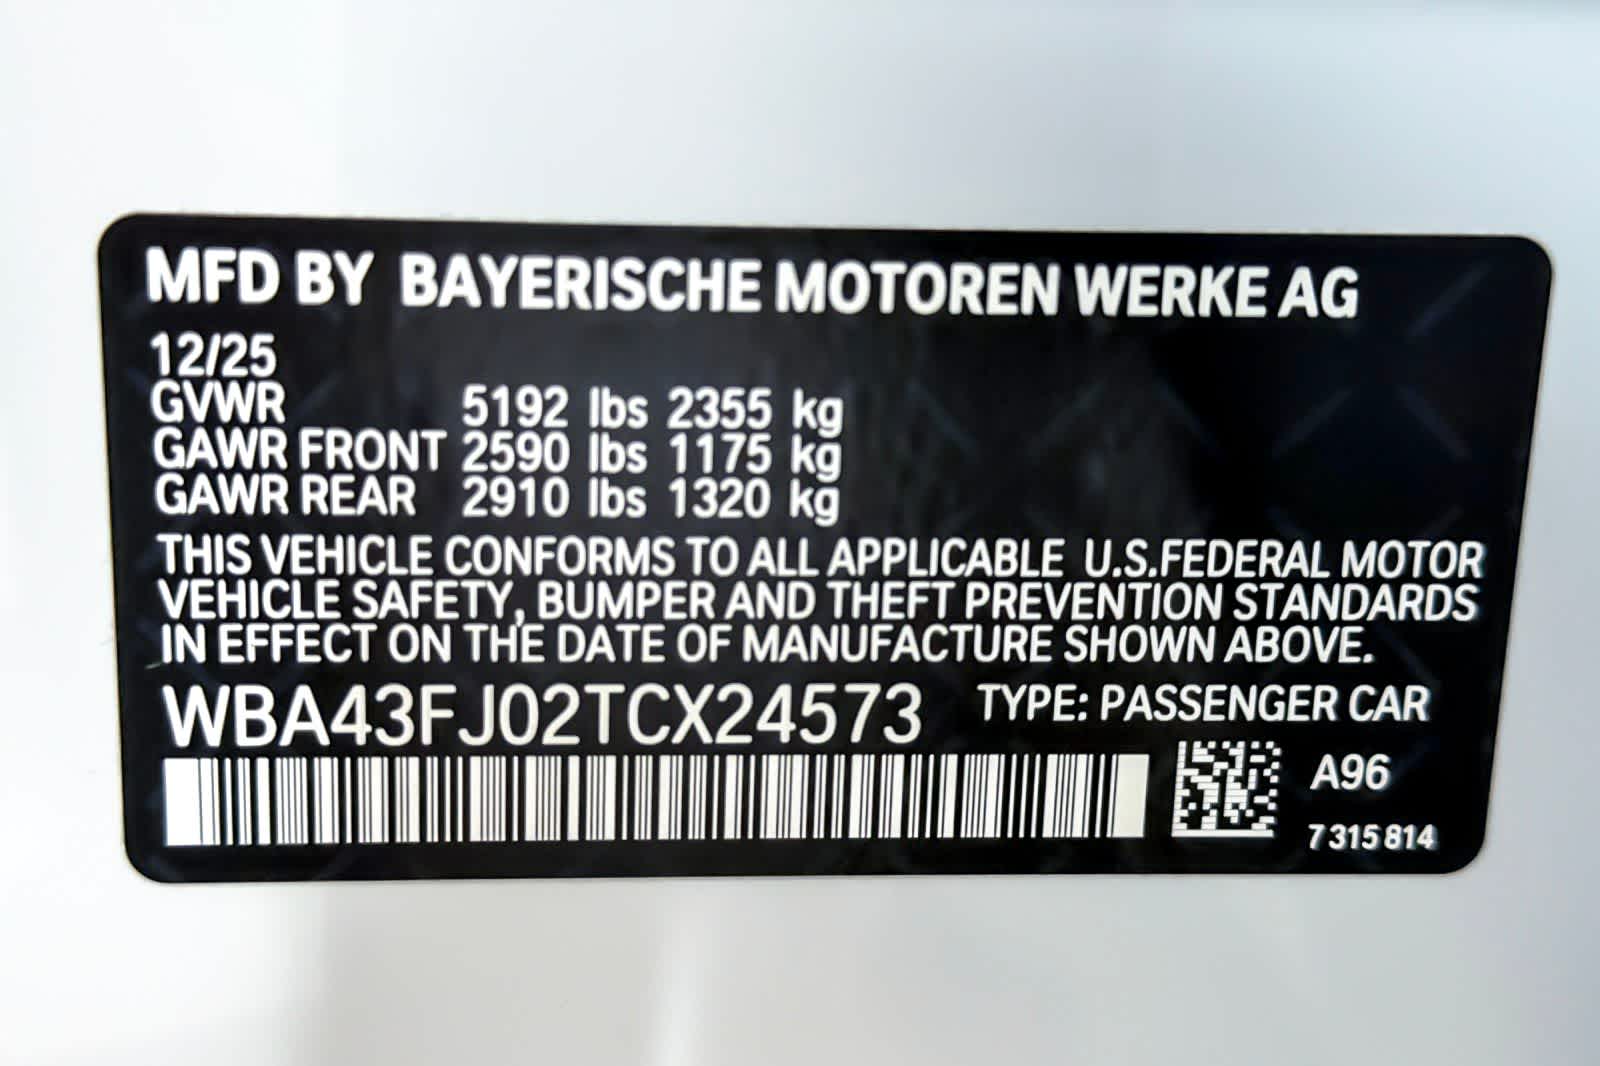 MFD BY BAYERISCHE MOTOREN WERKE AG
12/25
GVWR 5192 lbs 2355 kg
GAWR FRONT 2590 lbs 1175 kg
GAWR REAR 2910 lbs 1320 kg
THIS VEHICLE CONFORMS TO ALL APPLICABLE U.S.FEDERAL MOTOR
VEHICLE SAFETY, BUMPER AND THEFT PREVENTION STANDARDS
IN EFFECT ON THE DATE OF MANUFACTURE SHOWN ABOVE.
WBA43FJ02TCX24573 TYPE: PASSENGER CAR
A96
7 315 814